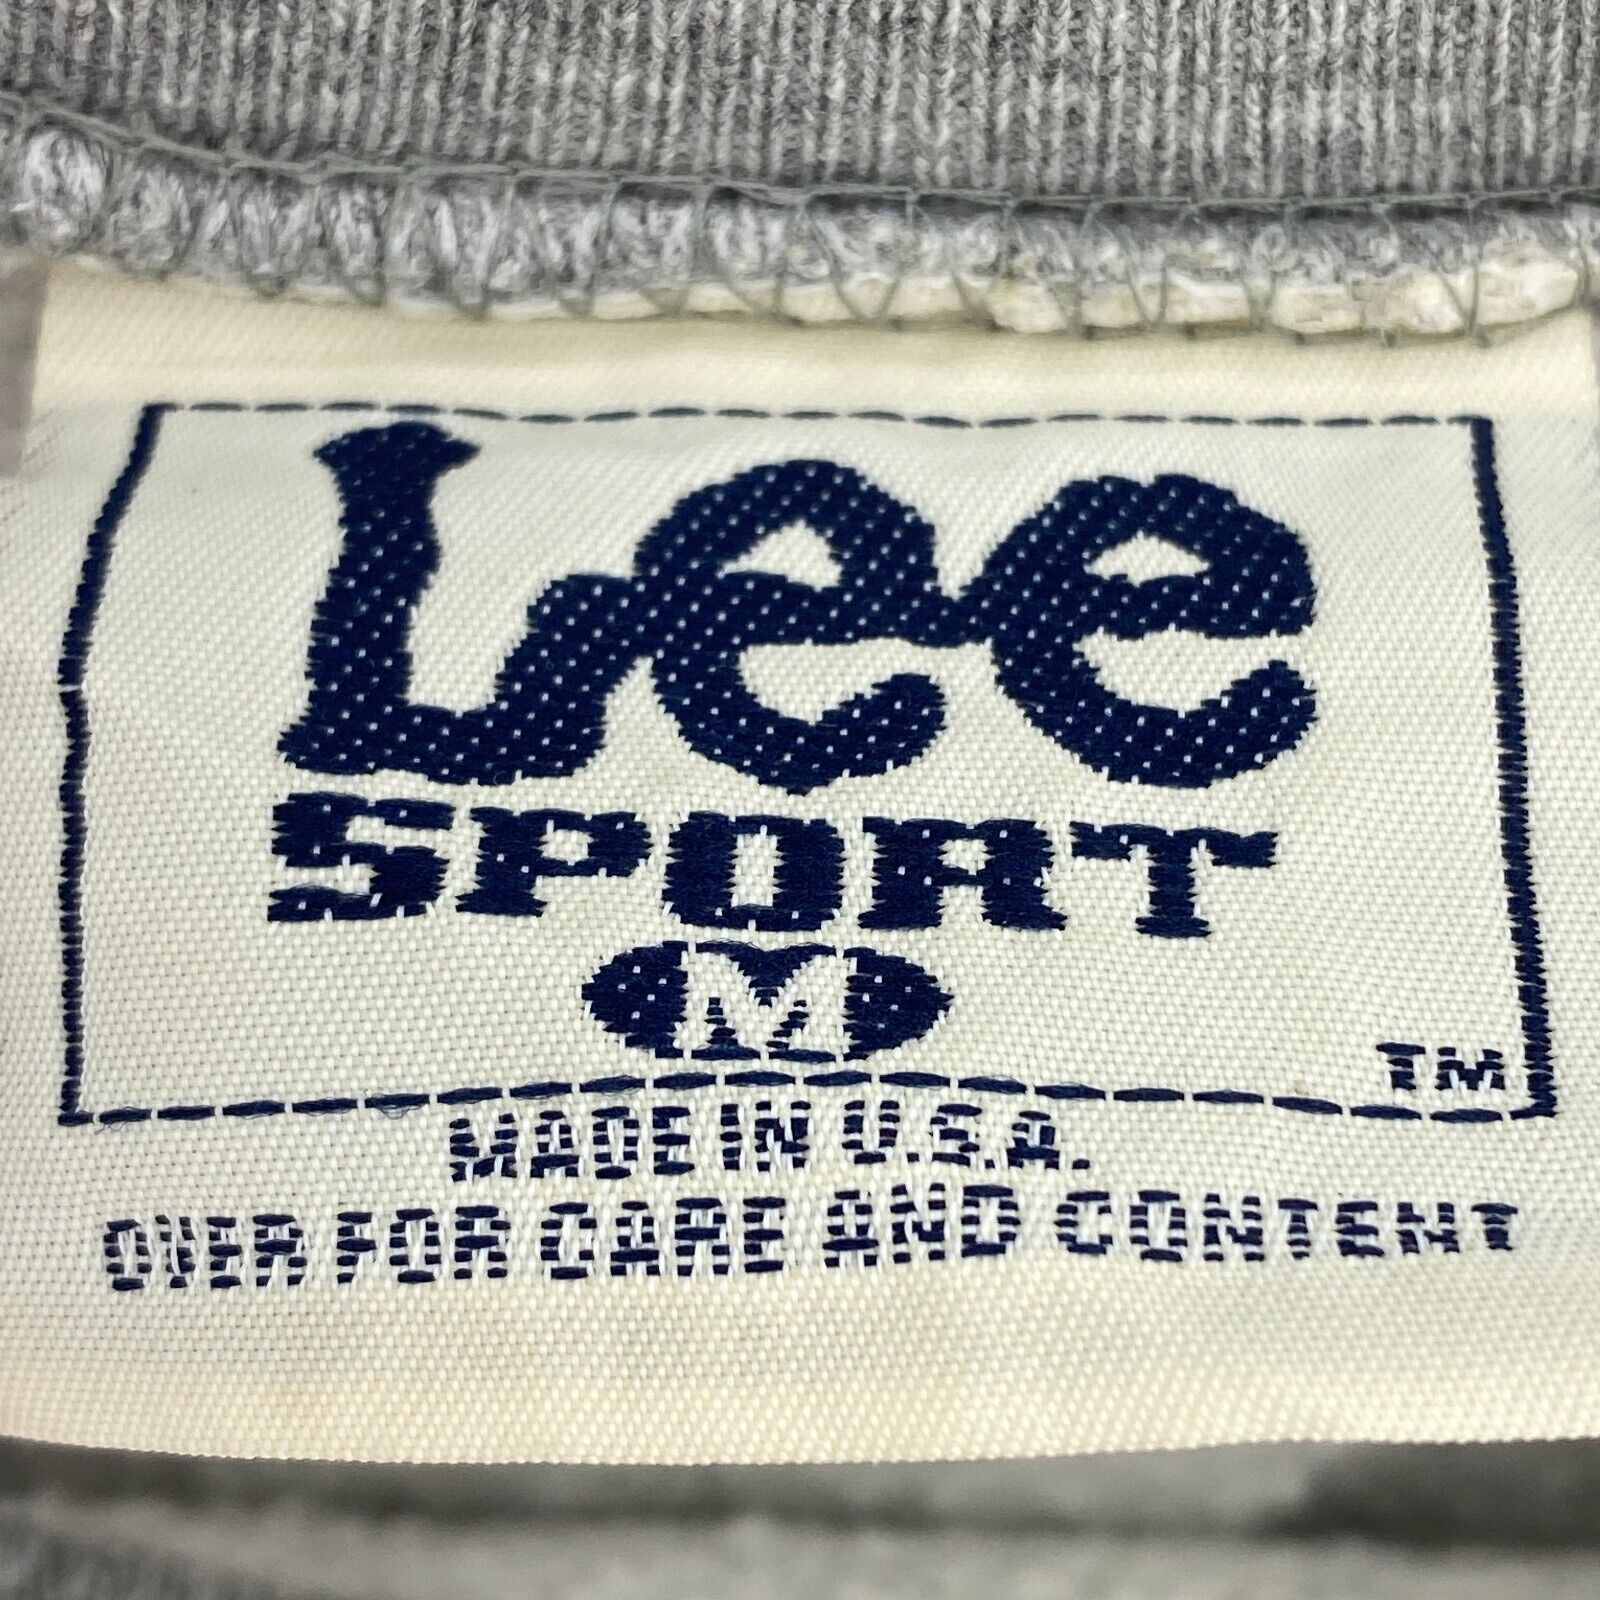 Lee
SPORT
M
TM
MADE IN U.S.A.
OVER FOR CARE AND CONTENT